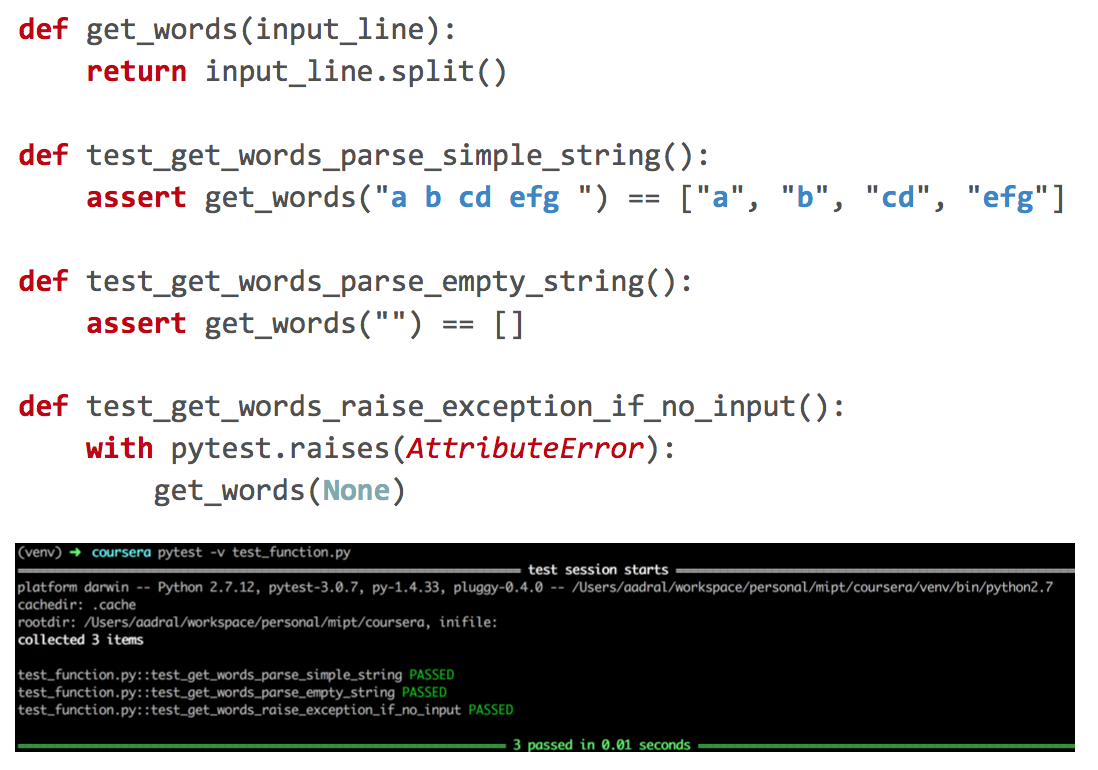 def get_words(input_line):
    return input_line.split()
def test_get_words_parse_simple_string():
    assert get_words("a b cd efg ") == ["a", "b", "cd", "efg"]
def test_get_words_parse_empty_string():
    assert get_words("") == []
def test_get_words_raise_exception_if_no_input():
    with pytest.raises(AttributeError):
        get_words(None)
(venv) ➜ coursera pytest -v test_function.py
test session starts
platform darwin -- Python 2.7.12, pytest-3.0.7, py-1.4.33, pluggy-0.4.0 -- /Users/aadral/workspace/personal/mipt/coursera/venv/bin/python2.7
cachedir: .cache
rootdir: /Users/aadral/workspace/personal/mipt/coursera, inifile:
collected 3 items
test_function.py::test_get_words_parse_simple_string PASSED
test_function.py::test_get_words_parse_empty_string PASSED
test_function.py::test_get_words_raise_exception_if_no_input PASSED
3 passed in 0.01 seconds